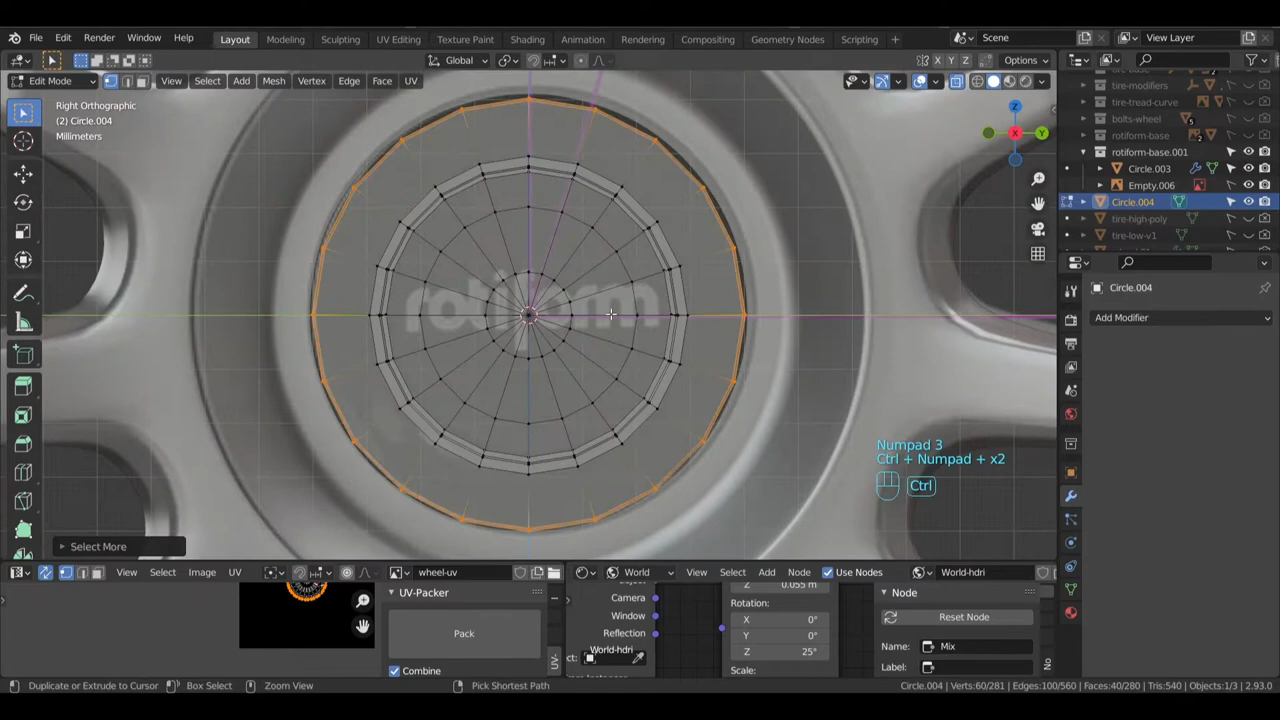 File Edit Render Window Help Layout Modeling Sculpting UV Editing Texture Paint Shading Animation Rendering Compositing Geometry Nodes Scripting + Scene View Layer
Global X Y Z Options
Edit Mode View Select Add Mesh Vertex Edge Face UV
Right Orthographic
(2) Circle.004
Millimeters
Z
X
Y
tire-modifiers
tire-tread-curve
bolts-wheel 5
rotiform-base 2
rotiform-base.001
Circle.003
Empty.006
Circle.004
tire-high-poly
tire-low-v1
Circle.004
Add Modifier
rotiform
Numpad 3
Ctrl + Numpad + x2
Ctrl
Select More
View Select Image UV wheel-uv World View Select Add Node Use Nodes World-hdri
UV-Packer
Pack
Combine
UV-
Camera
Window
Reflection
World-hdri
Z 0.055 m
Rotation:
X 0°
Y 0°
Z 25°
Scale:
Node
Reset Node
Name: Mix
Label:
No
Duplicate or Extrude to Cursor Box Select Zoom View Pick Shortest Path Circle.004 | Verts:60/281 | Edges:100/560 | Faces:40/280 | Tris:540 | Objects:1/3 | 2.93.0